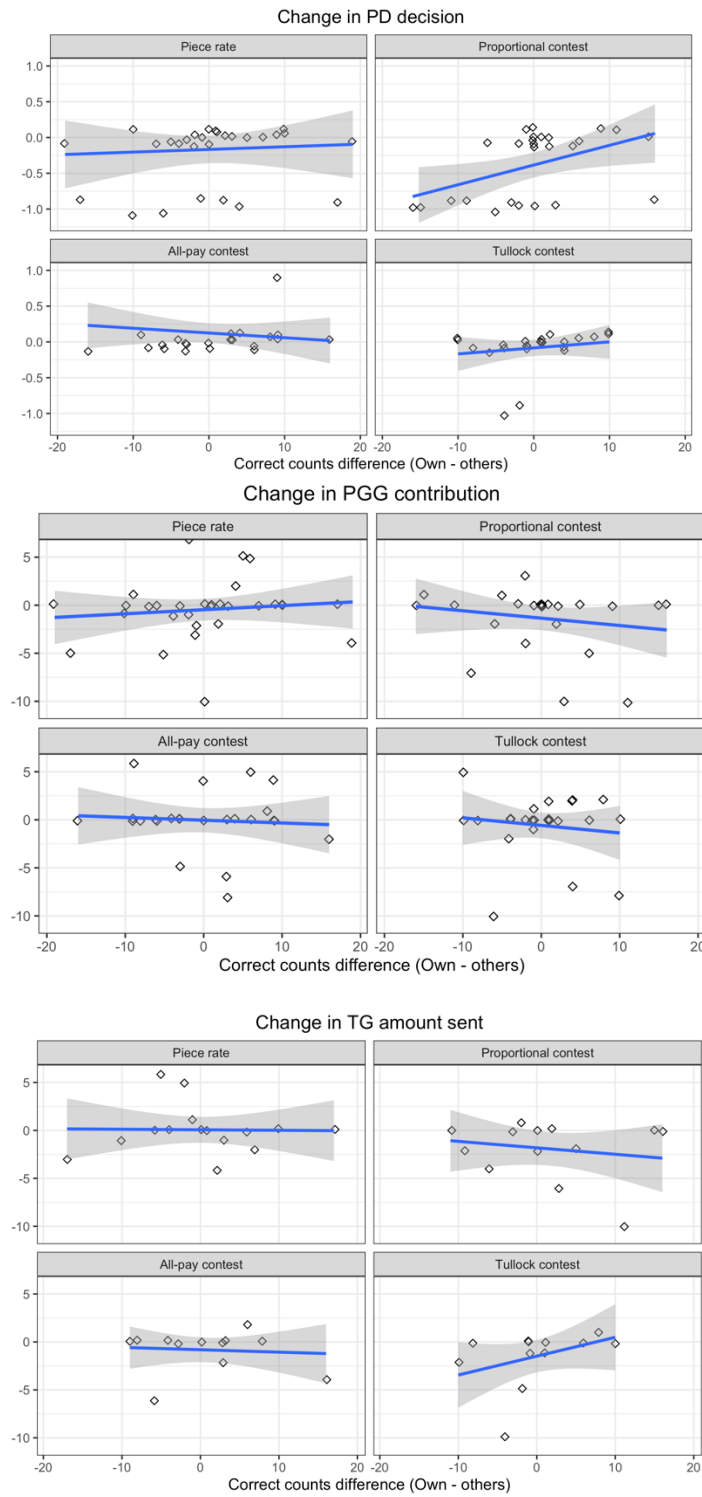 Change in PD decision
Piece rate Proportional contest
1.0
0.5
0.0
-0.5
-1.0
All-pay contest Tullock contest
1.0
0.5
0.0
-0.5
-1.0
-20 -10 0 10 20 -20 -10 0 10 20
Correct counts difference (Own - others)
Change in PGG contribution
Piece rate Proportional contest
5
0
-5
-10
All-pay contest Tullock contest
5
0
-5
-10
-20 -10 0 10 20 -20 -10 0 10 20
Correct counts difference (Own - others)
Change in TG amount sent
Piece rate Proportional contest
5
0
-5
-10
All-pay contest Tullock contest
5
0
-5
-10
-20 -10 0 10 20 -20 -10 0 10 20
Correct counts difference (Own - others)